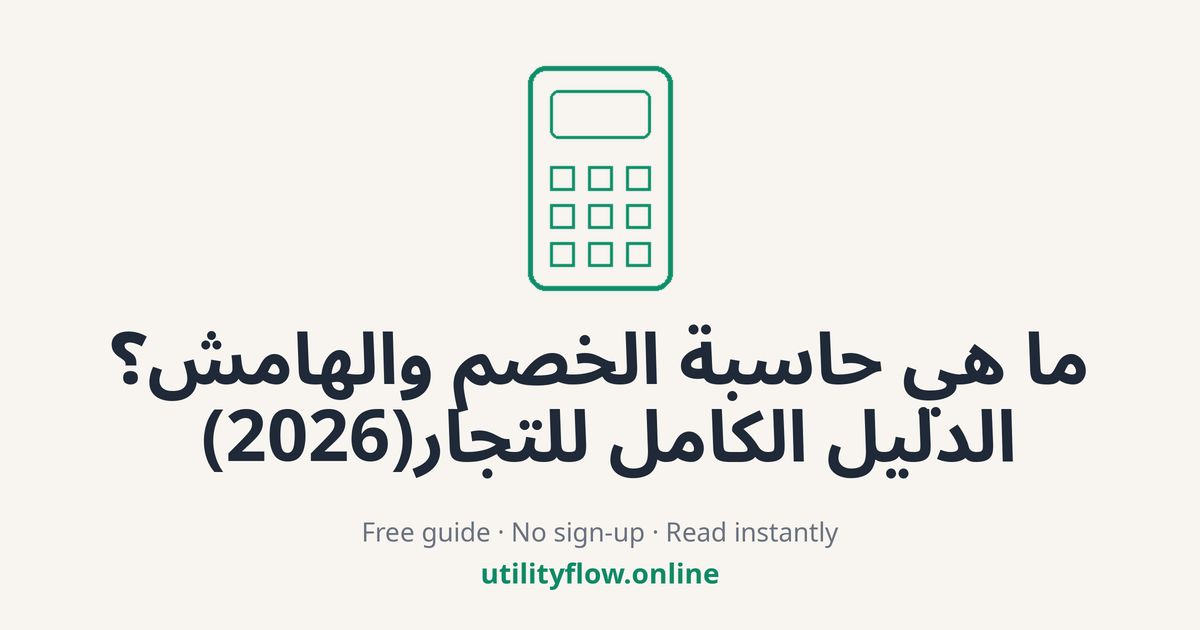 ما هي حاسبة الخصم والهامش؟
الدليل الكامل للتجار(2026)
Free guide · No sign-up · Read instantly
utilityflow.online